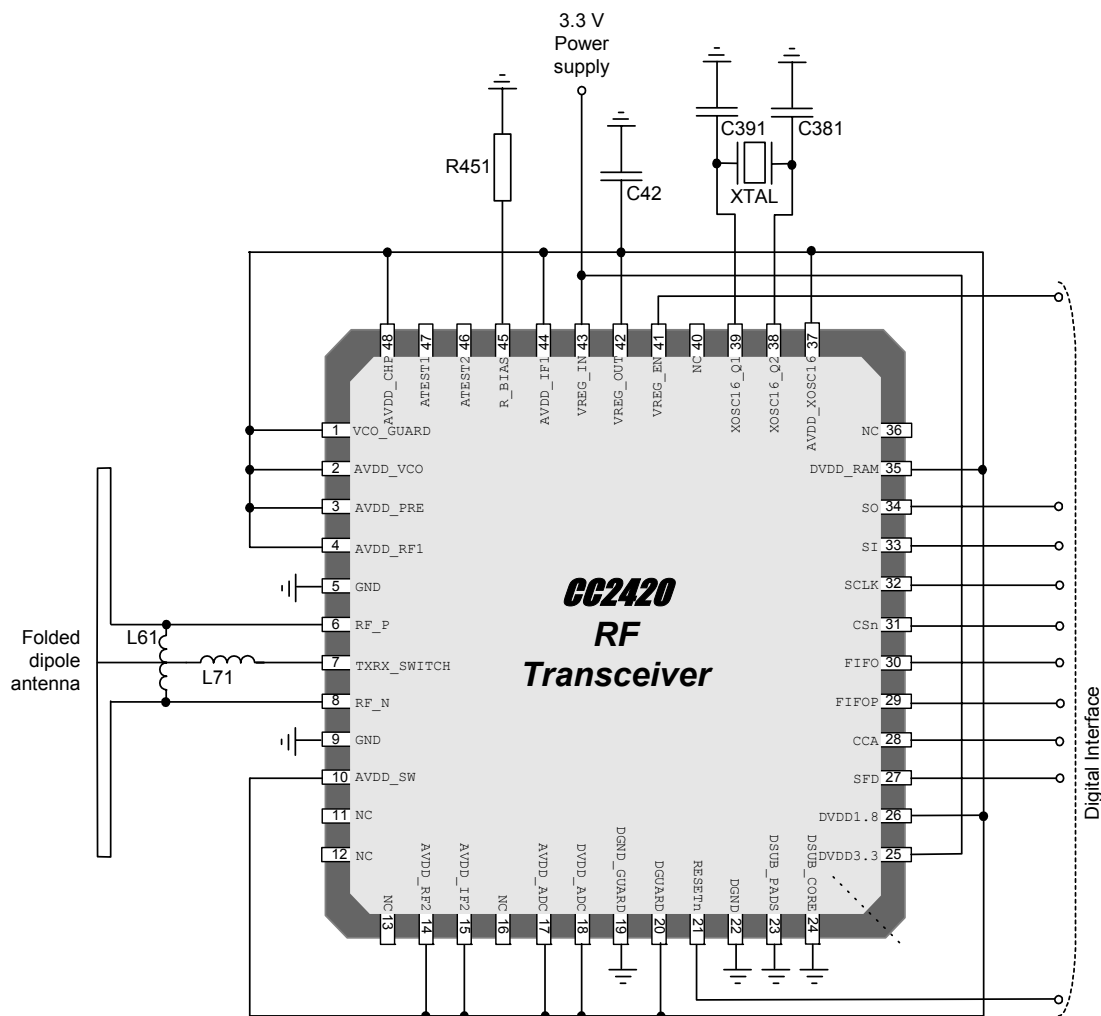 3.3 V
Power
supply
C391
C381
R451
C42
XTAL
48
47
46
45
44
43
42
41
40
39
38
37
AVDD_CHP
ATEST1
ATEST2
R_BIAS
AVDD_IF1
VREG_IN
VREG_OUT
VREG_EN
NC
XOSC16_Q1
XOSC16_Q2
AVDD_XOSC16
1 VCO_GUARD
2 AVDD_VCO
3 AVDD_PRE
4 AVDD_RF1
5 GND
6 RF_P
7 TXRX_SWITCH
8 RF_N
9 GND
10 AVDD_SW
11 NC
12 NC
NC 36
DVDD_RAM 35
SO 34
SI 33
SCLK 32
CSn 31
FIFO 30
FIFOP 29
CCA 28
SFD 27
DVDD1.8 26
DVDD3.3 25
CC2420
RF
Transceiver
Folded
dipole
antenna
L61
L71
Digital Interface
NC
AVDD_RF2
AVDD_IF2
NC
AVDD_ADC
DVDD_ADC
DGND_GUARD
DGUARD
RESETn
DGND
DSUB_PADS
DSUB_CORE
13
14
15
16
17
18
19
20
21
22
23
24